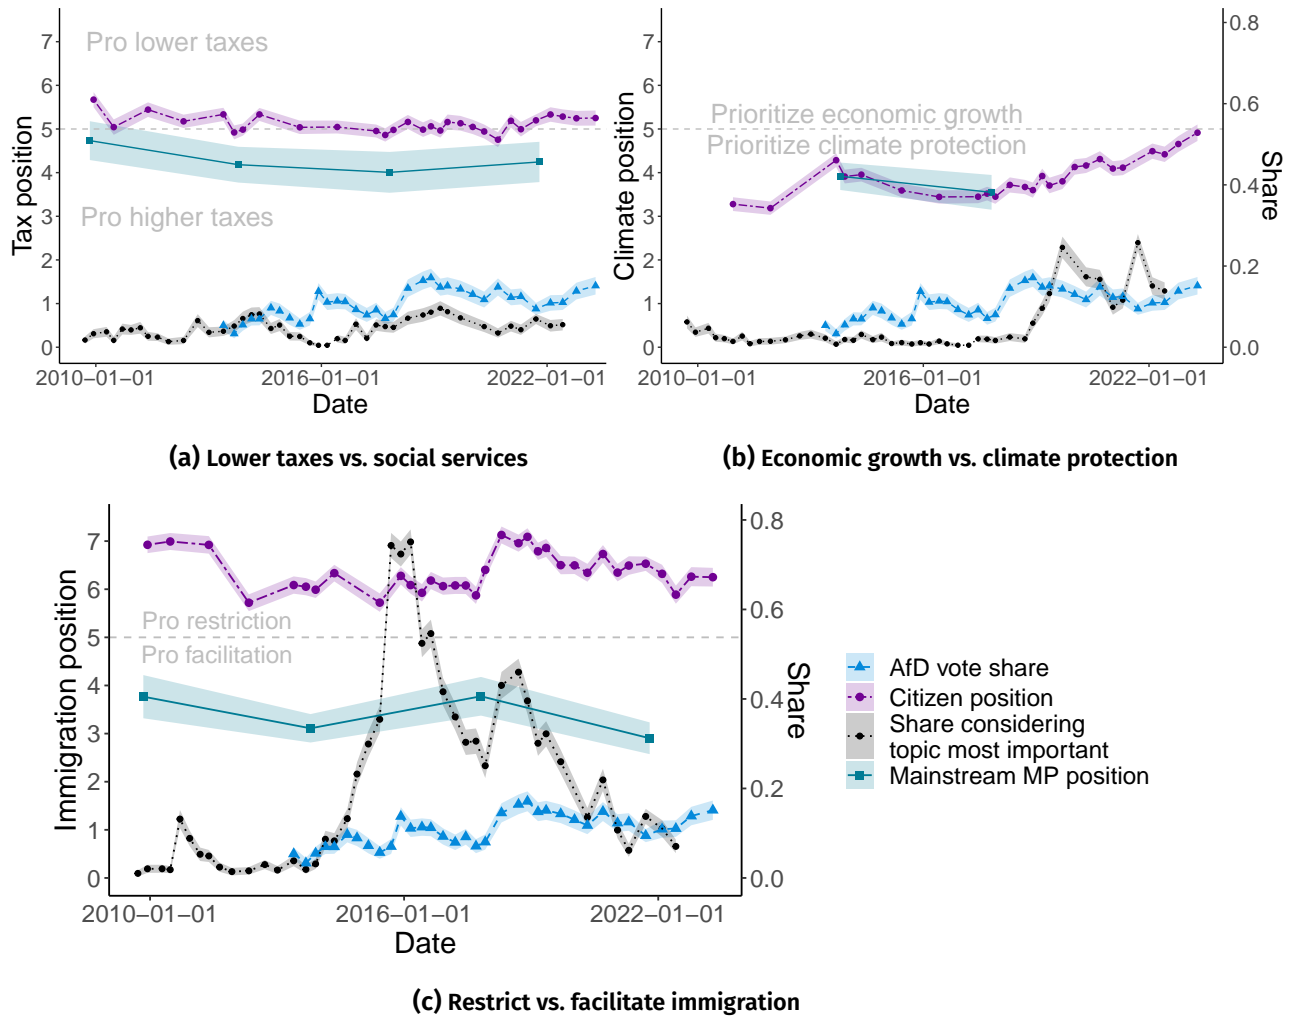 Pro lower taxes
Pro higher taxes
Tax position
7
6
5
4
3
2
1
0
2010−01−01
2016−01−01
2022−01−01
Date
(a) Lower taxes vs. social services
Prioritize economic growth
Prioritize climate protection
Climate position
7
6
5
4
3
2
1
0
0.8
0.6
0.4
0.2
0.0
Share
2010−01−01
2016−01−01
2022−01−01
Date
(b) Economic growth vs. climate protection
Pro restriction
Pro facilitation
Immigration position
7
6
5
4
3
2
1
0
0.8
0.6
0.4
0.2
0.0
Share
2010−01−01
2016−01−01
2022−01−01
Date
AfD vote share
Citizen position
Share considering
topic most important
Mainstream MP position
(c) Restrict vs. facilitate immigration